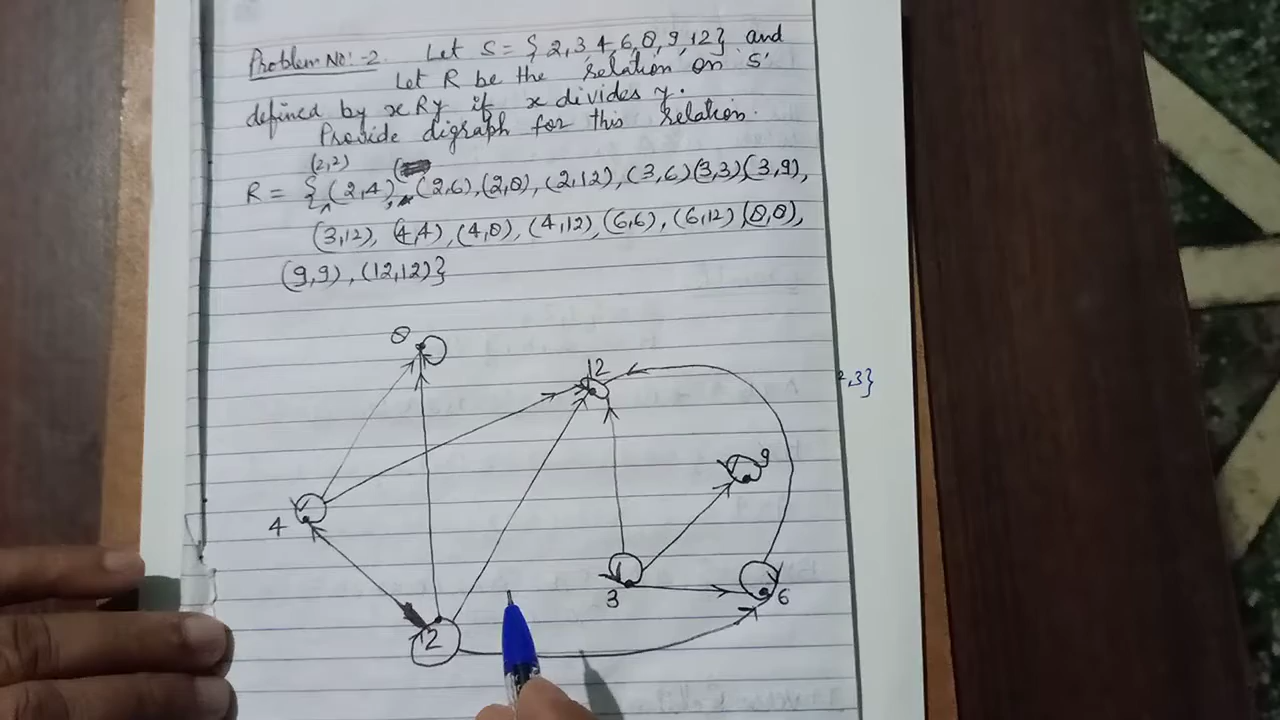 Problem No:-2. Let S = { 2,3,4,6,8,9,12} and
Let R be the relation on S
defined by xRy if x divides y.
Provide digraph for this relation.
(2,2)
R = { (2,4), (2,6), (2,8), (2,12), (3,6) (3,3) (3,9),
(3,12), (4,4), (4,8), (4,12), (6,6), (6,12) (8,8),
(9,9), (12,12)}
8
12
2,3}
9
4
3
6
2